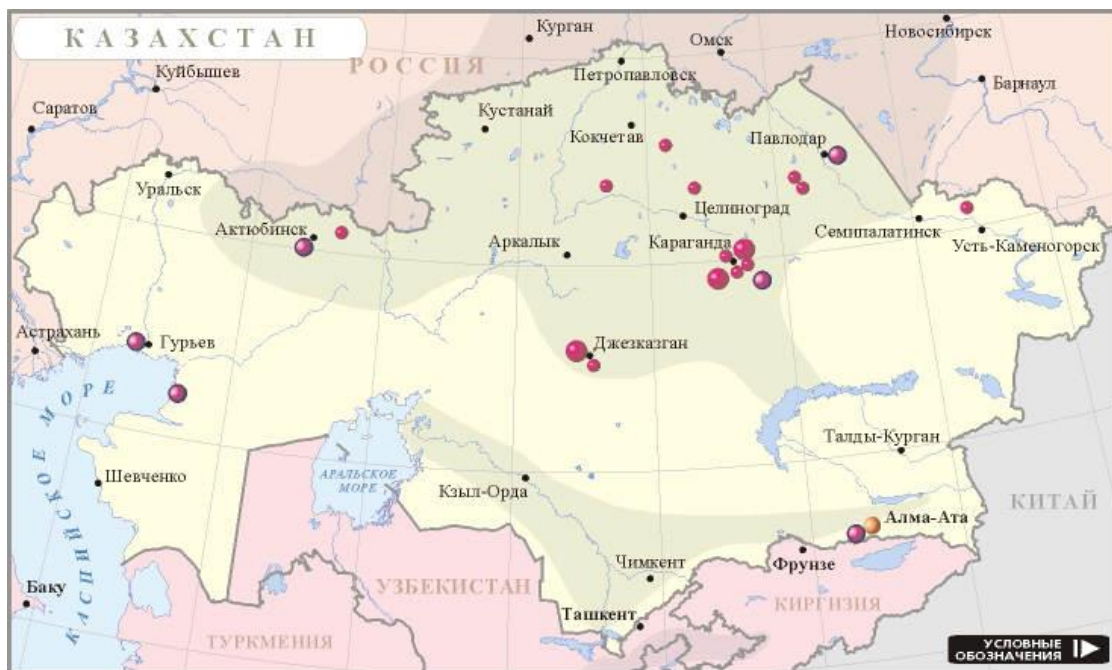 КАЗАХСТАН
Курган
Омск
Новосибирск
РОССИЯ
Куйбышев
Петропавловск
Барнаул
Саратов
Кустанай
Кокчетав
Павлодар
Уральск
Целиноград
Актюбинск
Семипалатинск
Аркалык
Караганда
Усть-Каменогорск
Астрахань
Гурьев
Джезказган
КАСПИЙСКОЕ МОРЕ
Талды-Курган
Шевченко
АРАЛЬСКОЕ
МОРЕ
Кзыл-Орда
КИТАЙ
Алма-Ата
Чимкент
Фрунзе
Баку
УЗБЕКИСТАН
КИРГИЗИЯ
Ташкент
ТУРКМЕНИЯ
УСЛОВНЫЕ
ОБОЗНАЧЕНИЯ